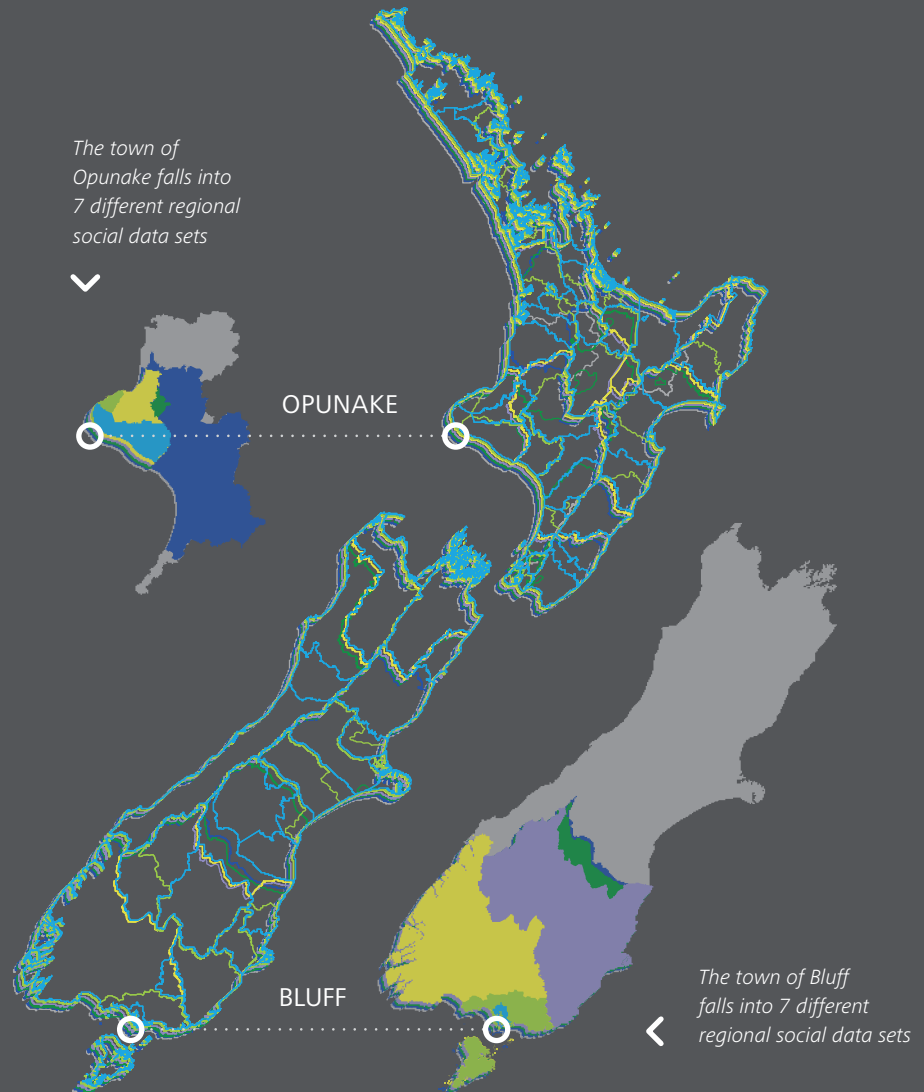 The town of
Opunake falls into
7 different regional
social data sets
OPUNAKE
BLUFF
The town of Bluff
falls into 7 different
regional social data sets